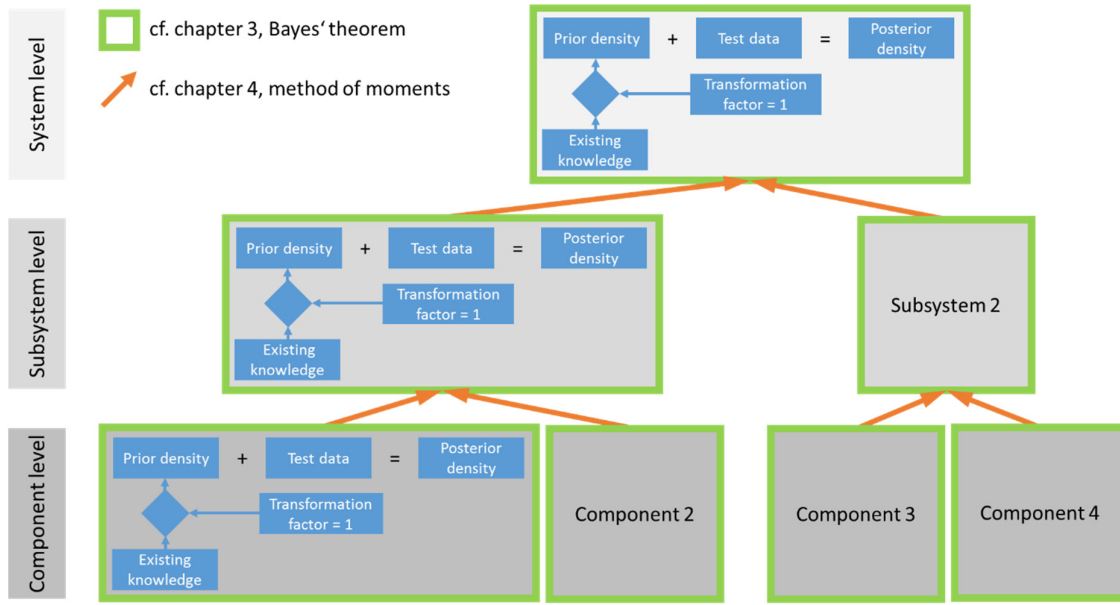 System level
cf. chapter 3, Bayes‘ theorem
cf. chapter 4, method of moments
Prior density
+
Test data
=
Posterior
density
Transformation
factor = 1
Existing
knowledge
Subsystem level
Prior density
+
Test data
=
Posterior
density
Transformation
factor = 1
Existing
knowledge
Subsystem 2
Component level
Prior density
+
Test data
=
Posterior
density
Transformation
factor = 1
Existing
knowledge
Component 2
Component 3
Component 4